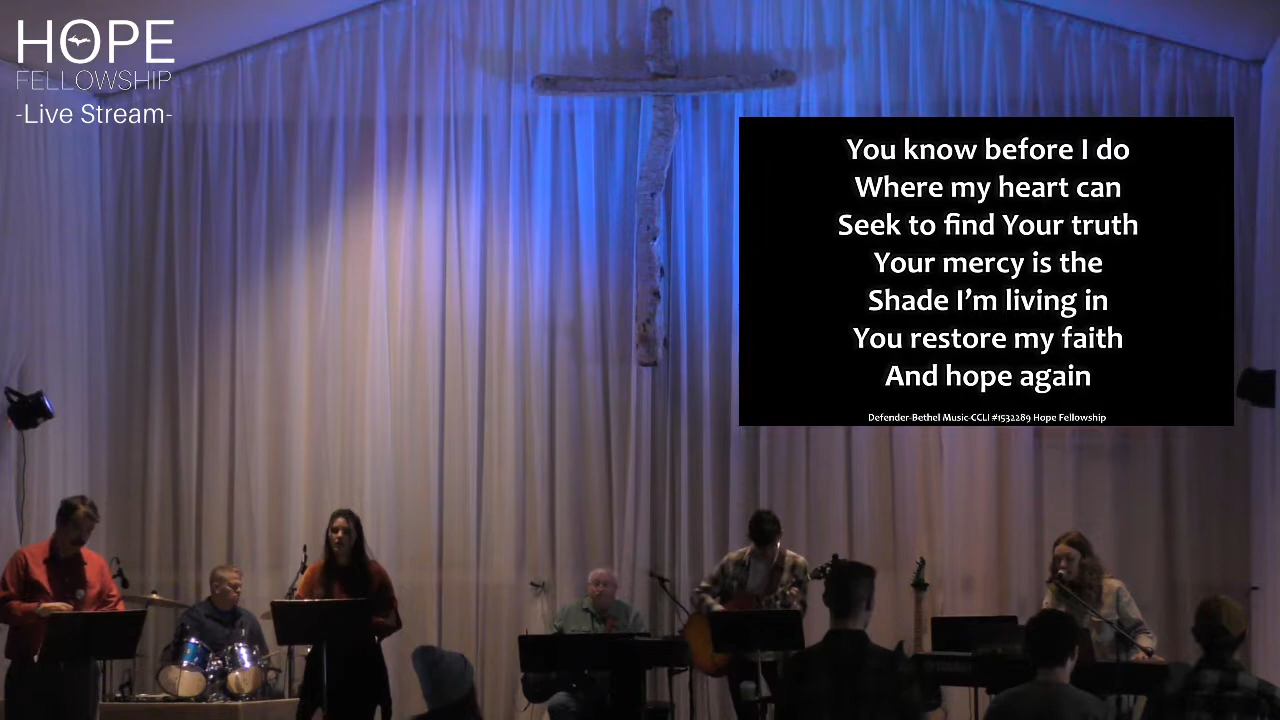 HOPE
FELLOWSHIP
-Live Stream-
You know before I do
Where my heart can
Seek to find Your truth
Your mercy is the
Shade I'm living in
You restore my faith
And hope again
Defender-Bethel Music-CCLI #1532289 Hope Fellowship